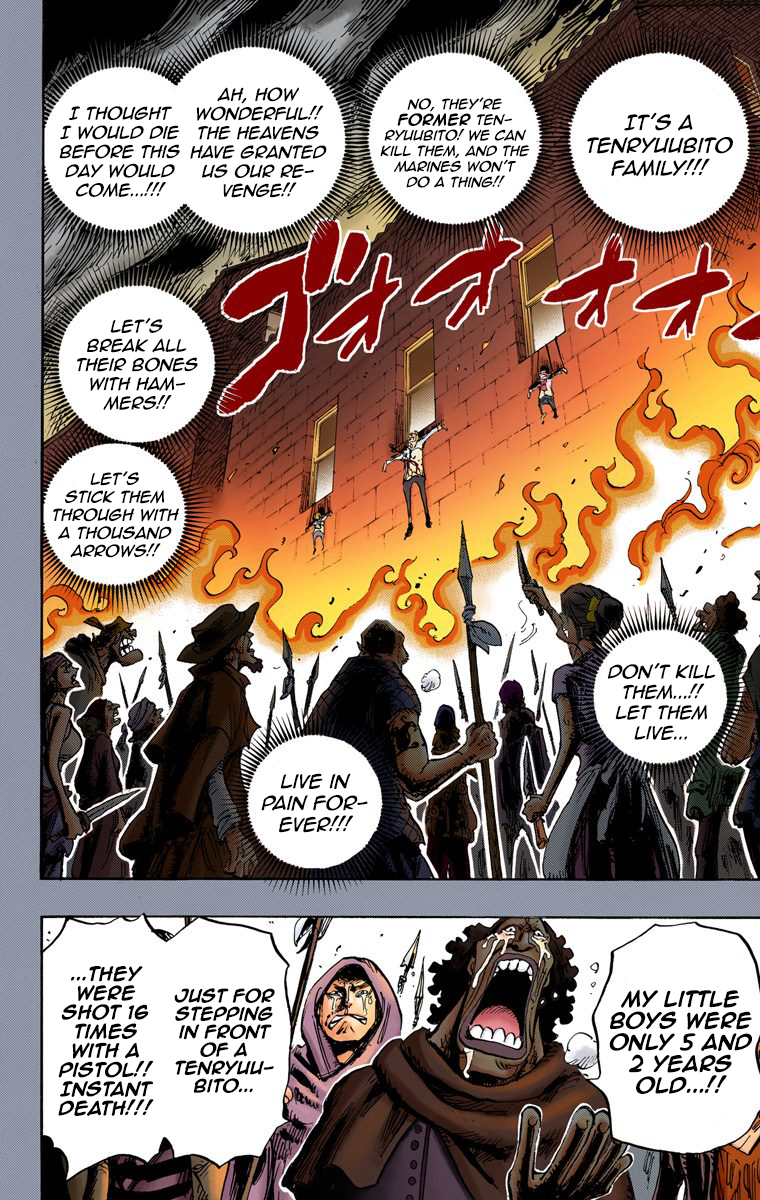 IT'S A
TENRYUUBITO
FAMILY!!!
NO, THEY'RE
FORMER TEN-
RYUUBITO! WE CAN
KILL THEM, AND THE
MARINES WON'T
DO A THING!!
AH, HOW
WONDERFUL!!
THE HEAVENS
HAVE GRANTED
US OUR RE-
VENGE!!
I THOUGHT
I WOULD DIE
BEFORE THIS
DAY WOULD
COME...!!!
ゴオオオオオ
LET'S
BREAK ALL
THEIR BONES
WITH HAM-
MERS!!
LET'S
STICK THEM
THROUGH WITH
A THOUSAND
ARROWS!!
DON'T KILL
THEM...!!
LET THEM
LIVE...
LIVE IN
PAIN FOR-
EVER!!!
MY LITTLE
BOYS WERE
ONLY 5 AND
2 YEARS
OLD...!!
JUST FOR
STEPPING
IN FRONT
OF A
TENRYUU-
BITO...
...THEY
WERE
SHOT 16
TIMES
WITH A
PISTOL!!
INSTANT
DEATH!!!